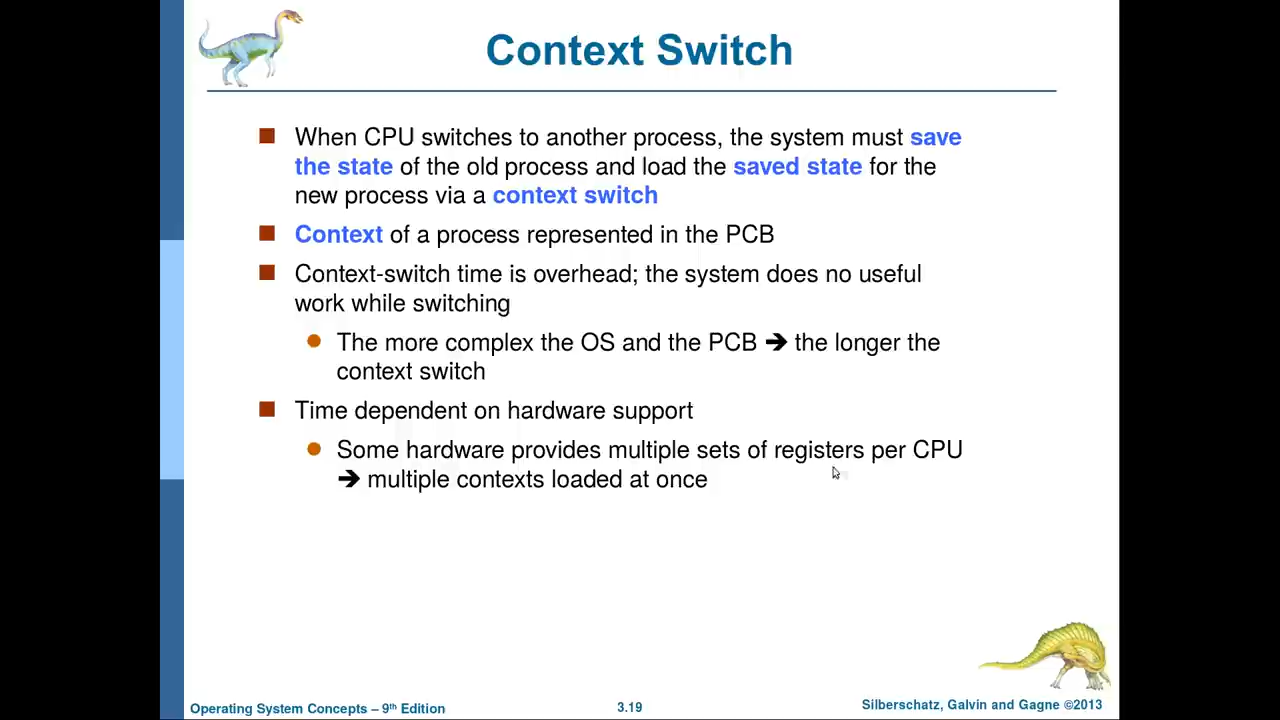 Context Switch
■ When CPU switches to another process, the system must save
the state of the old process and load the saved state for the
new process via a context switch
■ Context of a process represented in the PCB
■ Context-switch time is overhead; the system does no useful
work while switching
● The more complex the OS and the PCB ➔ the longer the
context switch
■ Time dependent on hardware support
● Some hardware provides multiple sets of registers per CPU
➔ multiple contexts loaded at once
Operating System Concepts – 9th Edition
3.19
Silberschatz, Galvin and Gagne ©2013